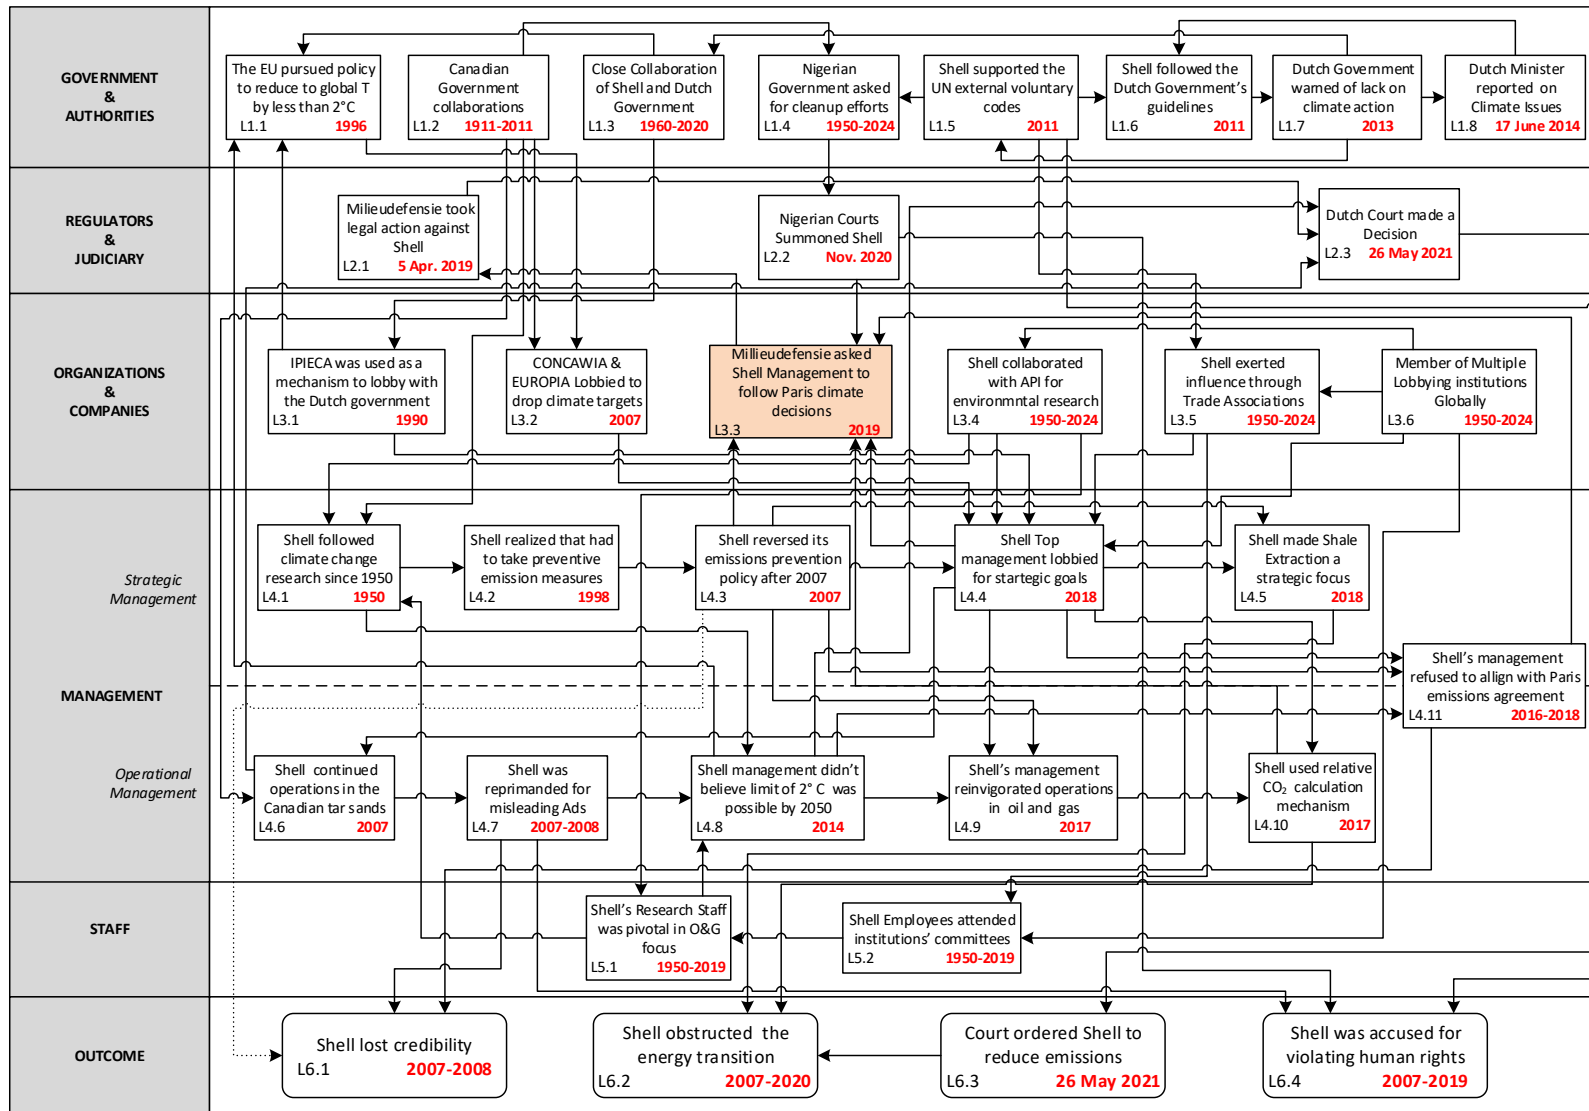 GOVERNMENT
&
AUTHORITIES
The EU pursued policy
to reduce to global T
by less than 2°C
L1.1 1996
Canadian
Government
collaborations
L1.2 1911-2011
Close Collaboration
of Shell and Dutch
Government
L1.3 1960-2020
Nigerian
Government asked
for cleanup efforts
L1.4 1950-2024
Shell supported the
UN external voluntary
codes
L1.5 2011
Shell followed the
Dutch Government’s
guidelines
L1.6 2011
Dutch Government
warned of lack on
climate action
L1.7 2013
Dutch Minister
reported on
Climate Issues
L1.8 17 June 2014
REGULATORS
&
JUDICIARY
Milieudefensie took
legal action against
Shell
L2.1 5 Apr. 2019
Nigerian Courts
Summoned Shell
L2.2 Nov. 2020
Dutch Court made a
Decision
L2.3 26 May 2021
ORGANIZATIONS
&
COMPANIES
IPIECA was used as a
mechanism to lobby with
the Dutch government
L3.1 1990
CONCAWIA &
EUROPIA Lobbied to
drop climate targets
L3.2 2007
Millieudefensie asked
Shell Management to
follow Paris climate
decisions
L3.3 2019
Shell collaborated
with API for
environmntal research
L3.4 1950-2024
Shell exerted
influence through
Trade Associations
L3.5 1950-2024
Member of Multiple
Lobbying institutions
Globally
L3.6 1950-2024
MANAGEMENT
Strategic
Management
Shell followed
climate change
research since 1950
L4.1 1950
Shell realized that had
to take preventive
emission measures
L4.2 1998
Shell reversed its
emissions prevention
policy after 2007
L4.3 2007
Shell Top
management lobbied
for startegic goals
L4.4 2018
Shell made Shale
Extraction a
strategic focus
L4.5 2018
Shell’s management
refused to allign with Paris
emissions agreement
L4.11 2016-2018
Operational
Management
Shell continued
operations in the
Canadian tar sands
L4.6 2007
Shell was
reprimanded for
misleading Ads
L4.7 2007-2008
Shell management didn’t
believe limit of 2° C was
possible by 2050
L4.8 2014
Shell’s management
reinvigorated operations
in oil and gas
L4.9 2017
Shell used relative
CO₂ calculation
mechanism
L4.10 2017
STAFF
Shell’s Research Staff
was pivotal in O&G
focus
L5.1 1950-2019
Shell Employees attended
institutions’ committees
L5.2 1950-2019
OUTCOME
Shell lost credibility
L6.1 2007-2008
Shell obstructed the
energy transition
L6.2 2007-2020
Court ordered Shell to
reduce emissions
L6.3 26 May 2021
Shell was accused for
violating human rights
L6.4 2007-2019